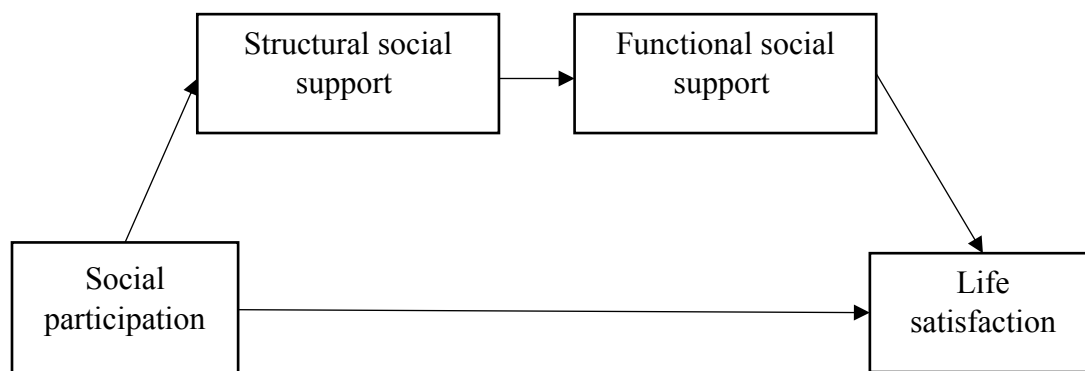 Structural social
support
Functional social
support
Social
participation
Life
satisfaction